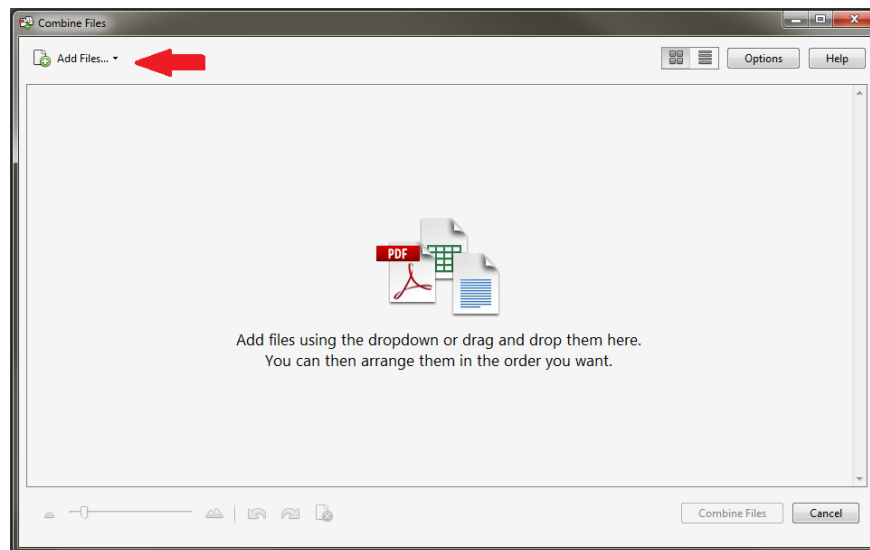 Combine Files
Add Files...
Options
Help
PDF
Add files using the dropdown or drag and drop them here.
You can then arrange them in the order you want.
Combine Files
Cancel